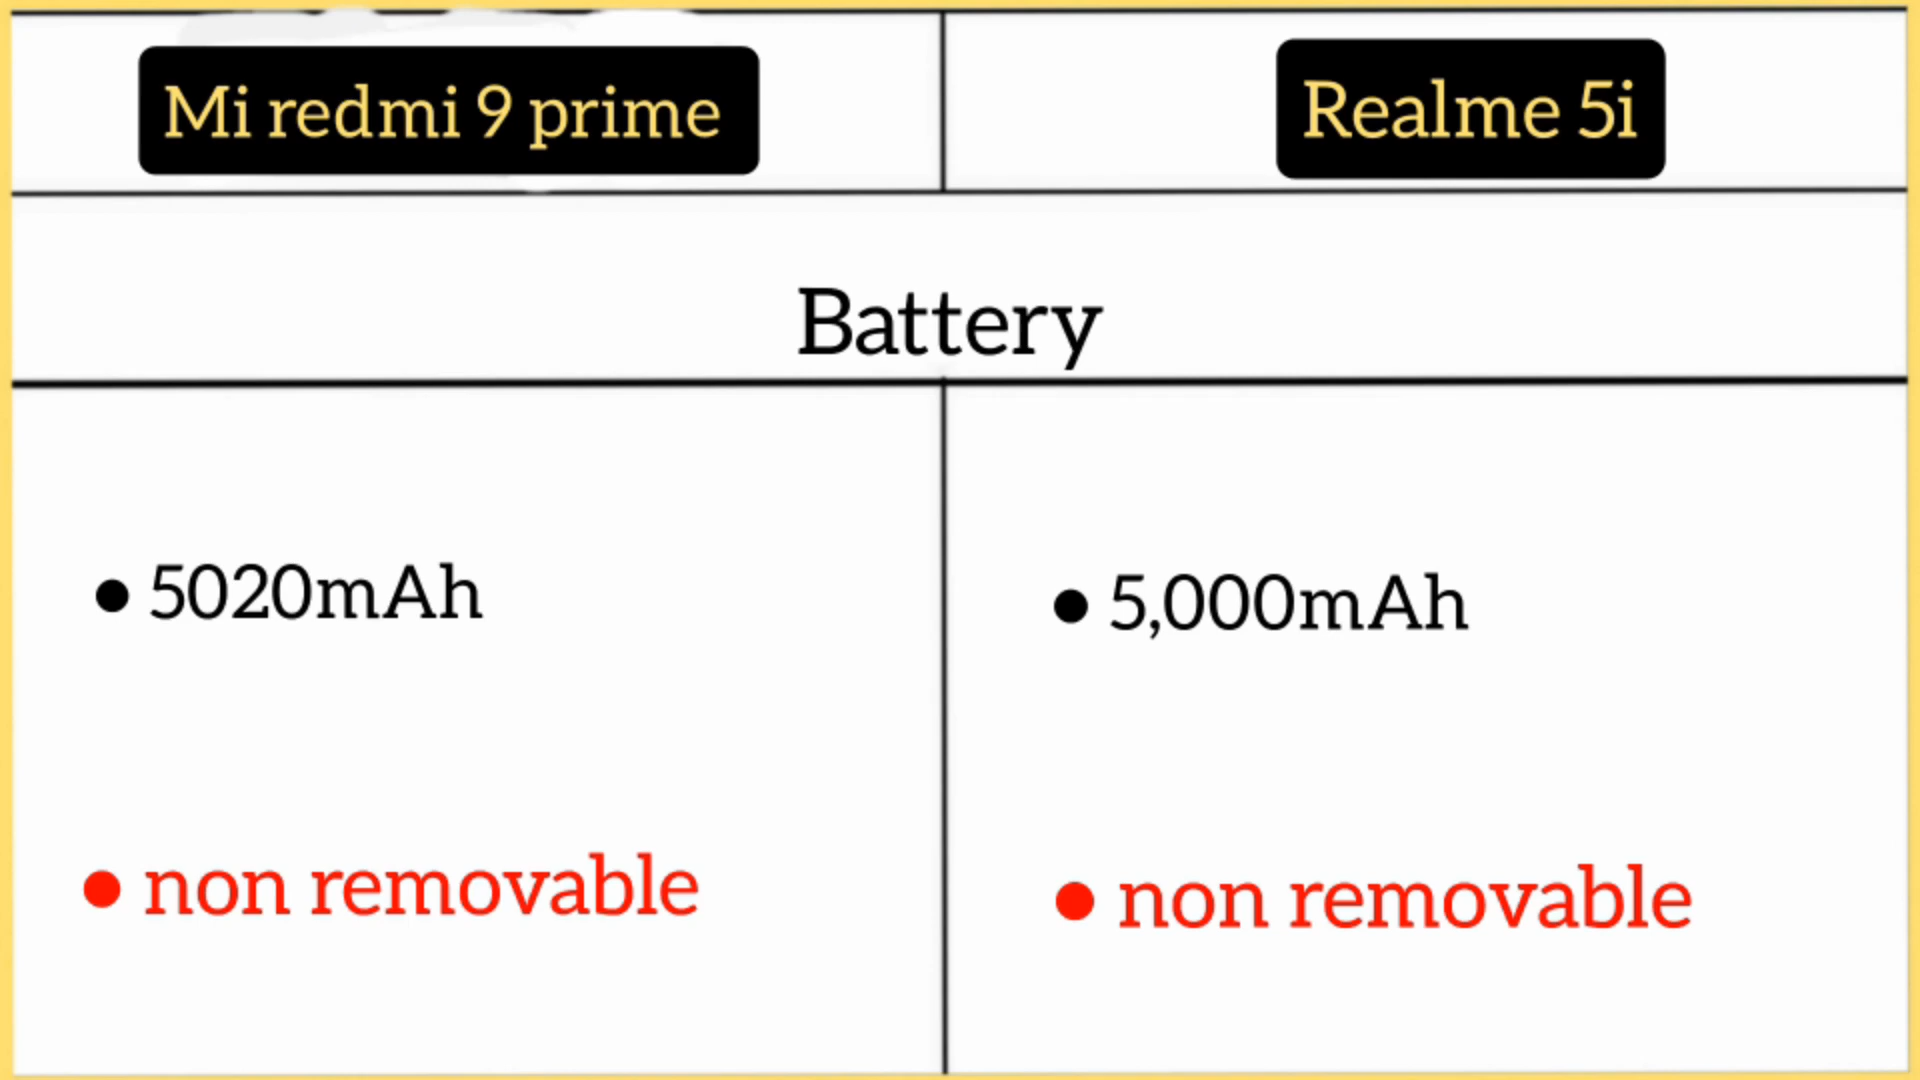 Mi redmi 9 prime
Realme 5i
Battery
● 5020mAh
● 5,000mAh
● non removable
● non removable